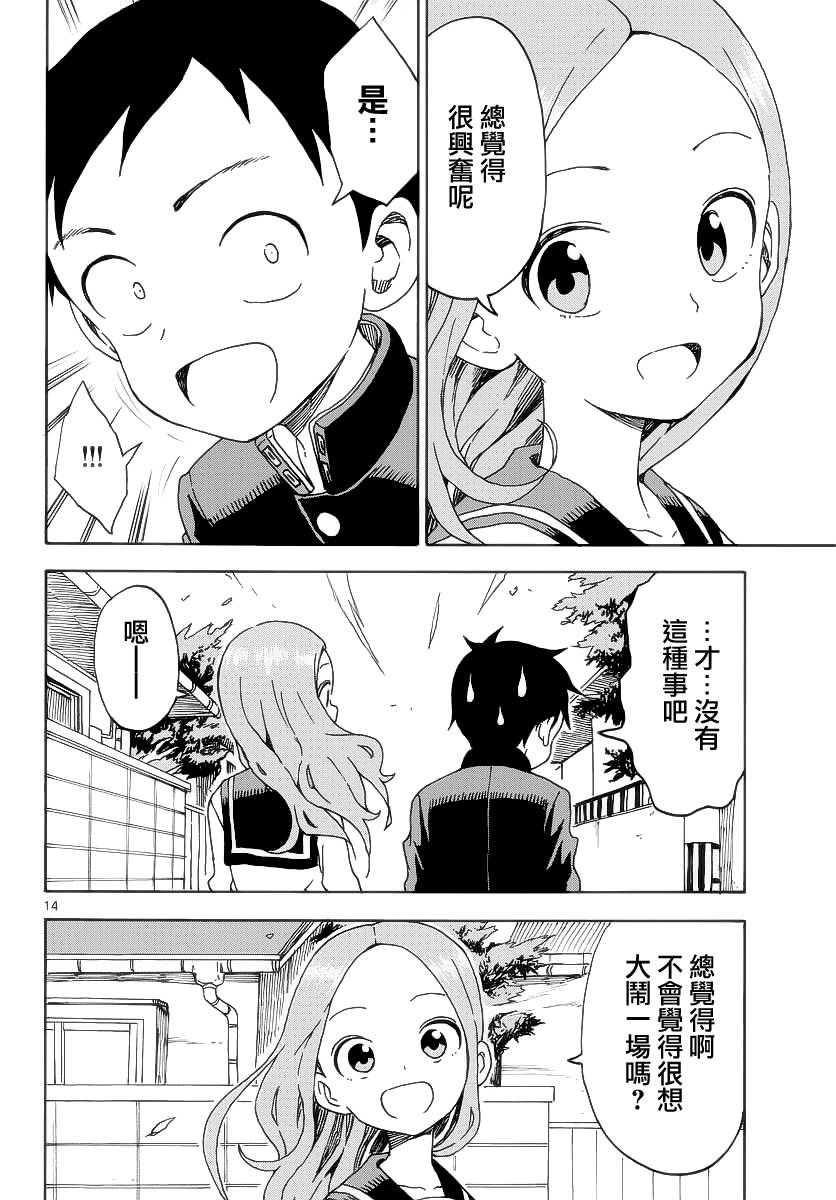 總覺得
很興奮呢
是…
!!!
…才…沒有
這種事吧
嗯──
14
總覺得啊
不會覺得很想
大鬧一場嗎?